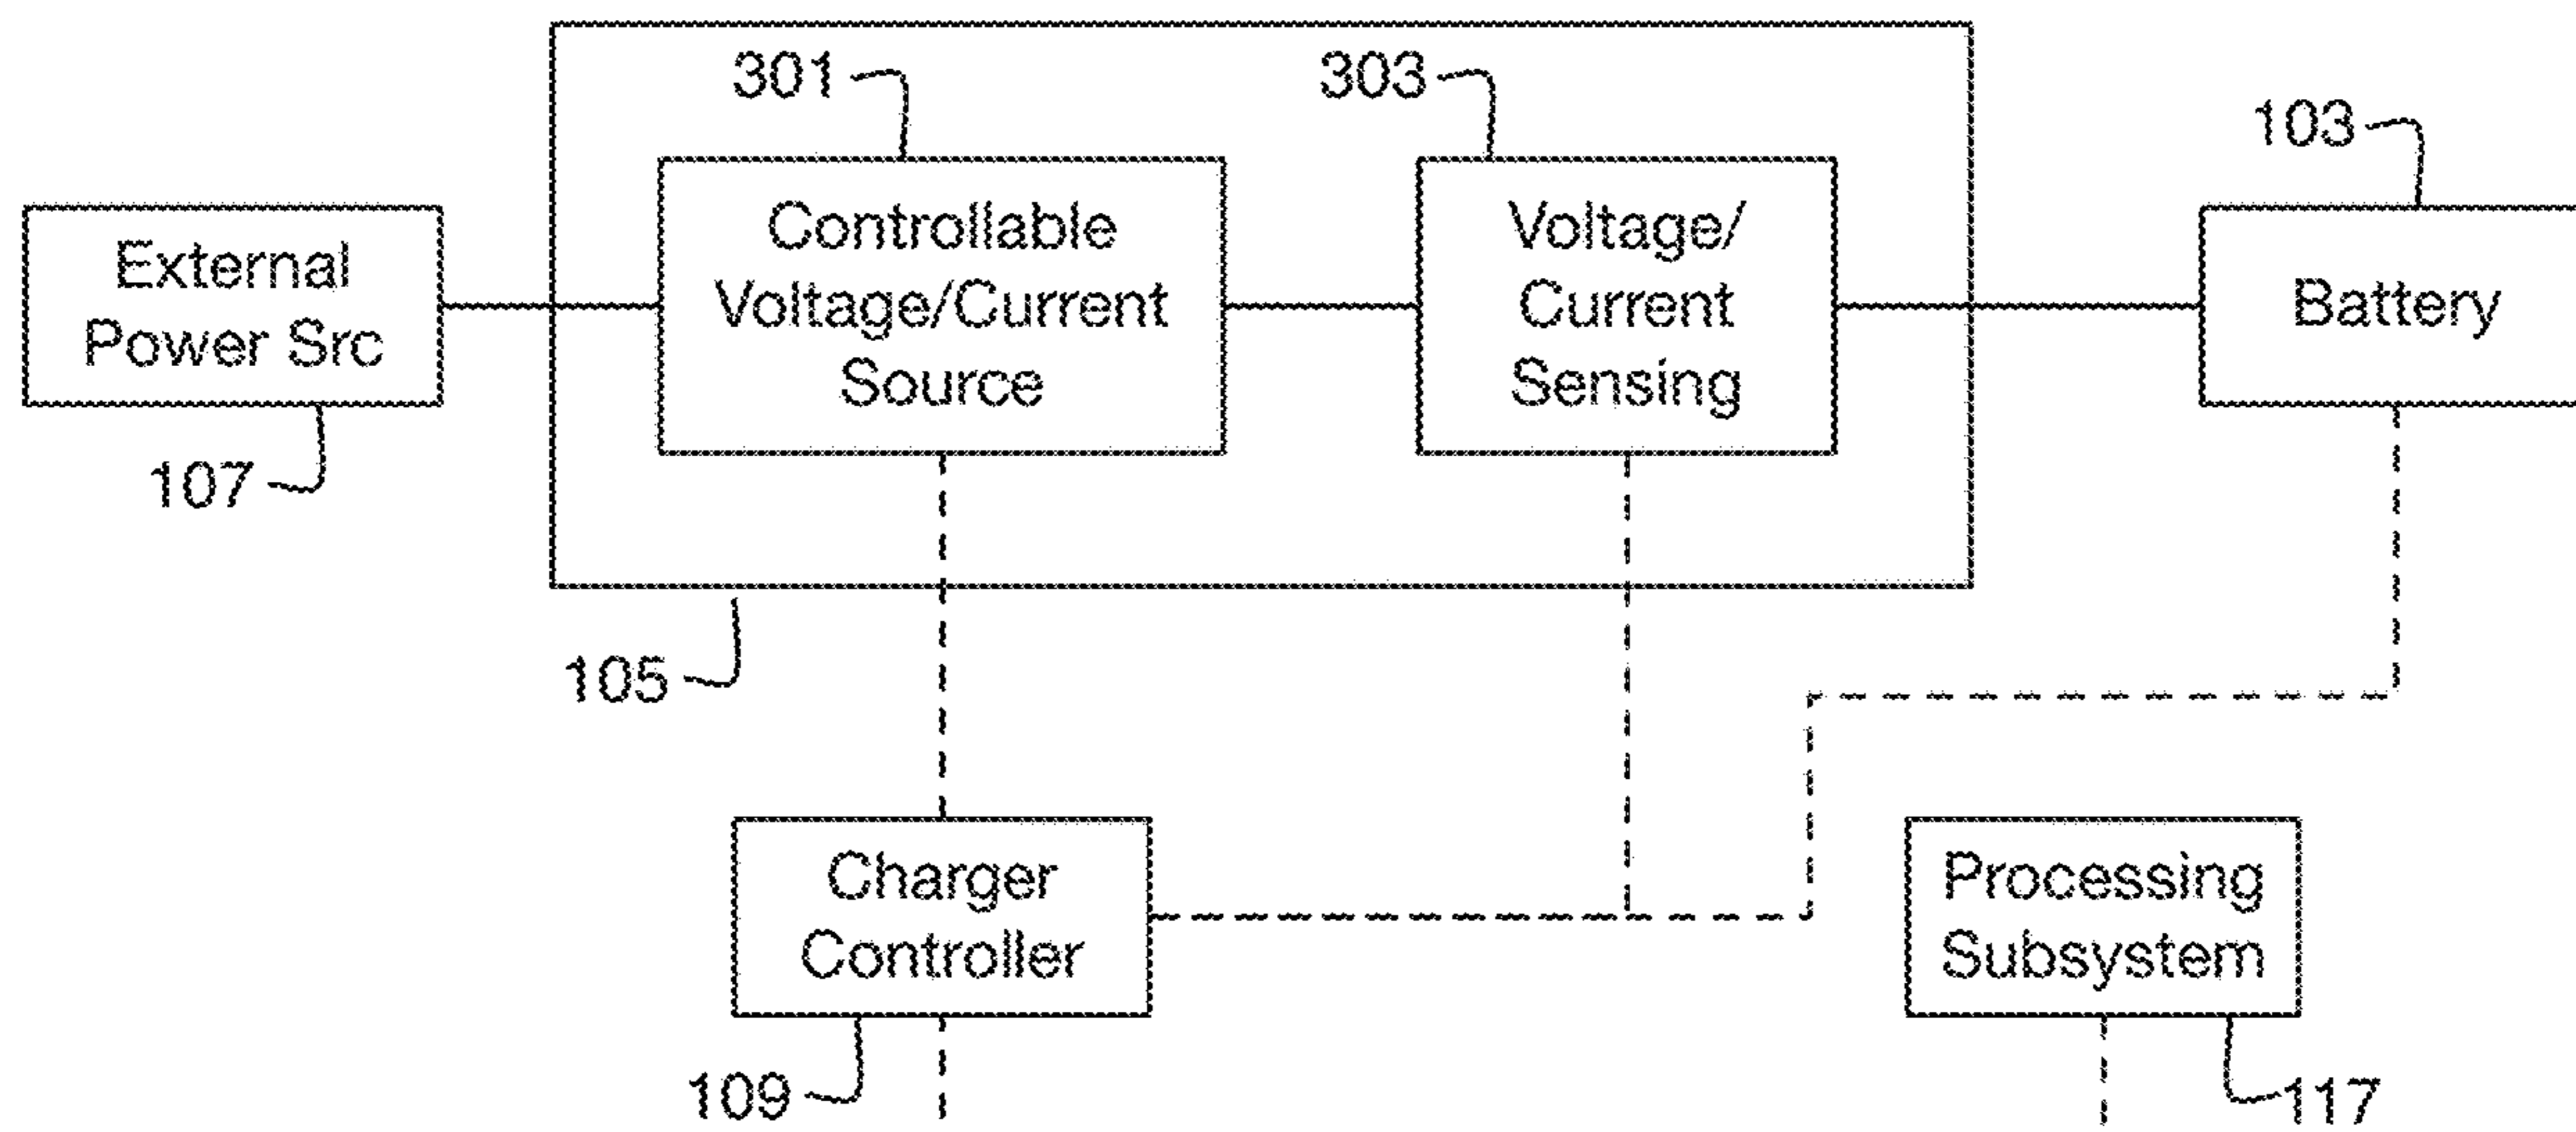 301
303
103
External
Power Src
Controllable
Voltage/Current
Source
Voltage/
Current
Sensing
Battery
107
105
Charger
Controller
Processing
Subsystem
109
117